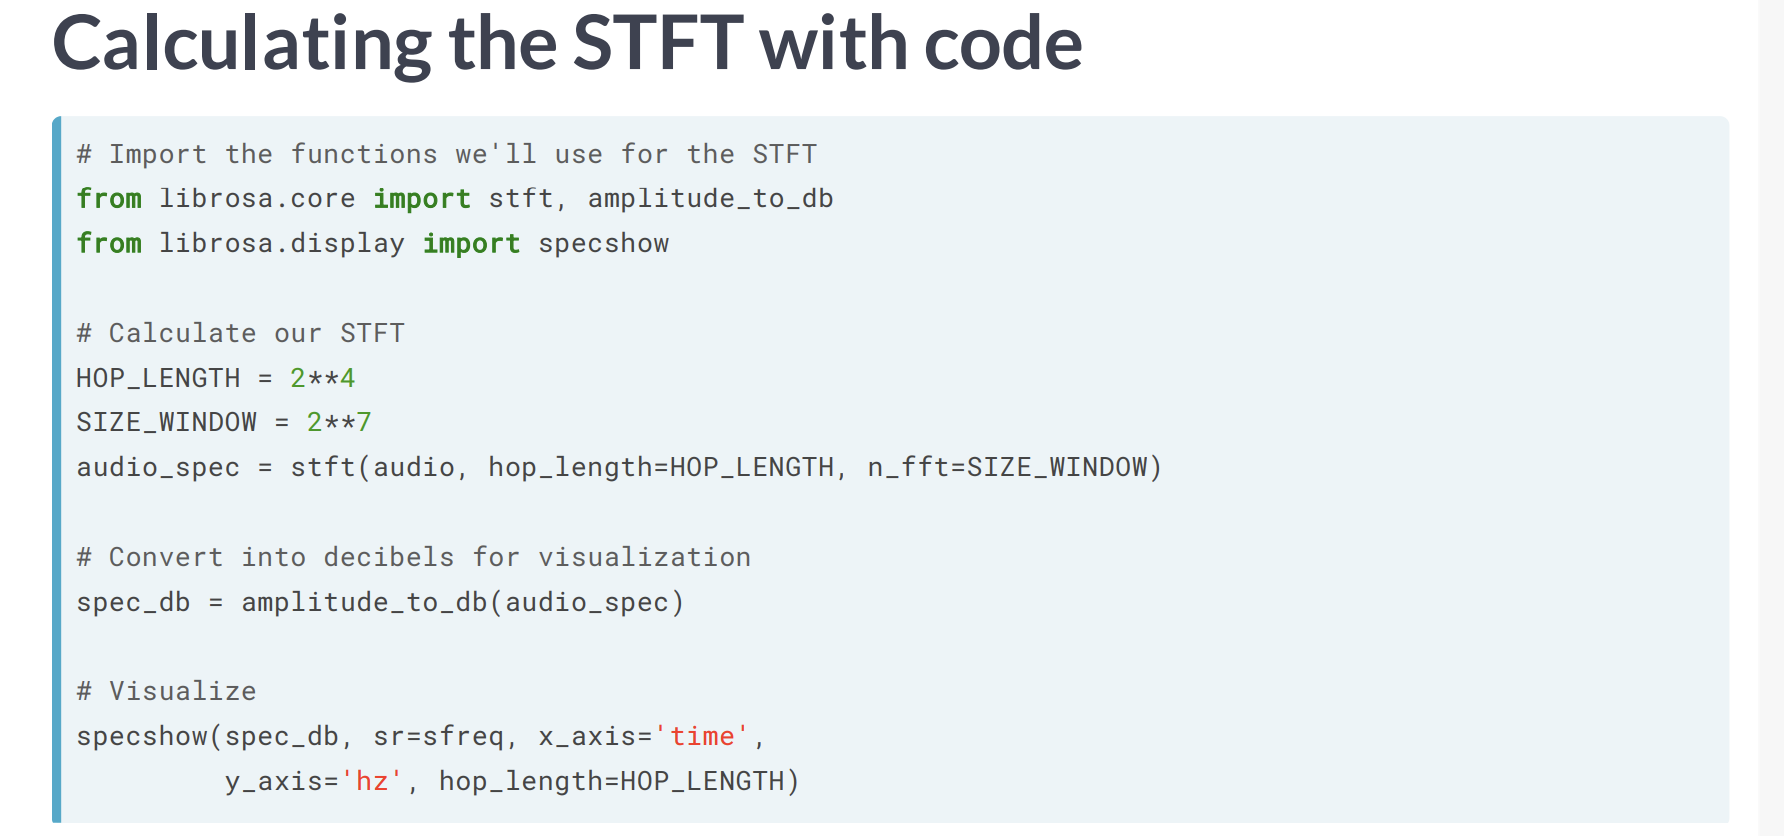 Calculating the STFT with code
# Import the functions we'll use for the STFT
from librosa.core import stft, amplitude_to_db
from librosa.display import specshow
# Calculate our STFT
HOP_LENGTH = 2**4
SIZE_WINDOW = 2**7
audio_spec = stft(audio, hop_length=HOP_LENGTH, n_fft=SIZE_WINDOW)
# Convert into decibels for visualization
spec_db = amplitude_to_db(audio_spec)
# Visualize
specshow(spec_db, sr=sfreq, x_axis='time',
         y_axis='hz', hop_length=HOP_LENGTH)